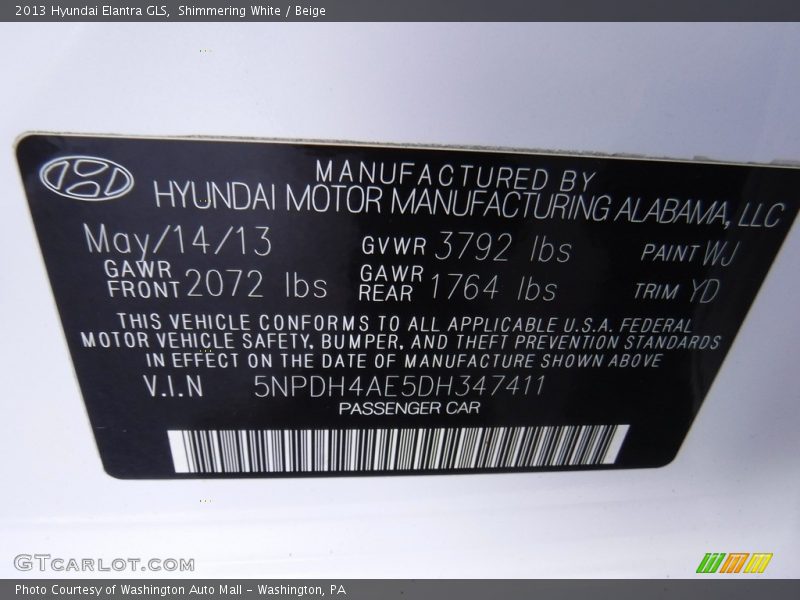 2013 Hyundai Elantra GLS,  Shimmering White / Beige
MANUFACTURED BY
HYUNDAI MOTOR MANUFACTURING ALABAMA, LLC
May/14/13 GVWR 3792 lbs PAINT WJ
GAWR FRONT 2072 lbs GAWR REAR 1764 lbs TRIM YD
THIS VEHICLE CONFORMS TO ALL APPLICABLE U.S.A. FEDERAL
MOTOR VEHICLE SAFETY, BUMPER, AND THEFT PREVENTION STANDARDS
IN EFFECT ON THE DATE OF MANUFACTURE SHOWN ABOVE
V.I.N 5NPDH4AE5DH347411
PASSENGER CAR
GTCARLOT.COM
Photo Courtesy of Washington Auto Mall - Washington, PA